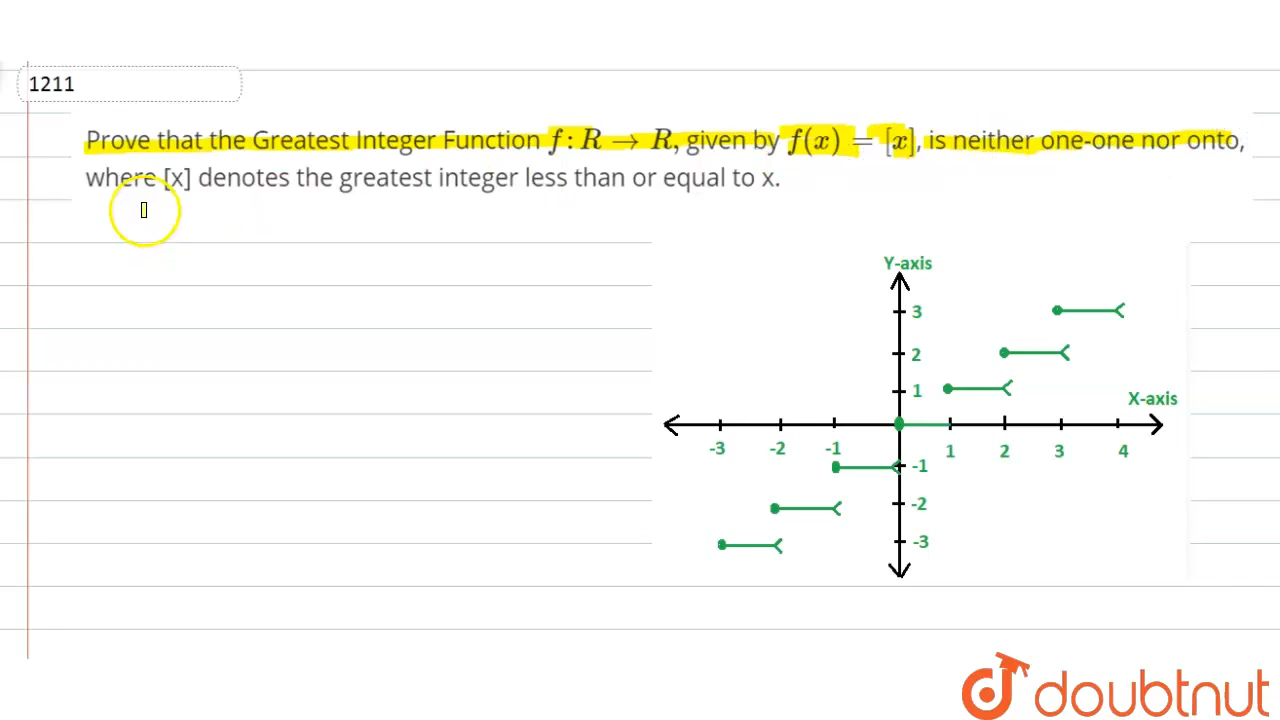 1211
Prove that the Greatest Integer Function f : R → R, given by f(x) = [x], is neither one-one nor onto,
where [x] denotes the greatest integer less than or equal to x.
Y-axis
3
2
1
X-axis
-3 -2 -1 1 2 3 4
-1
-2
-3
doubtnut